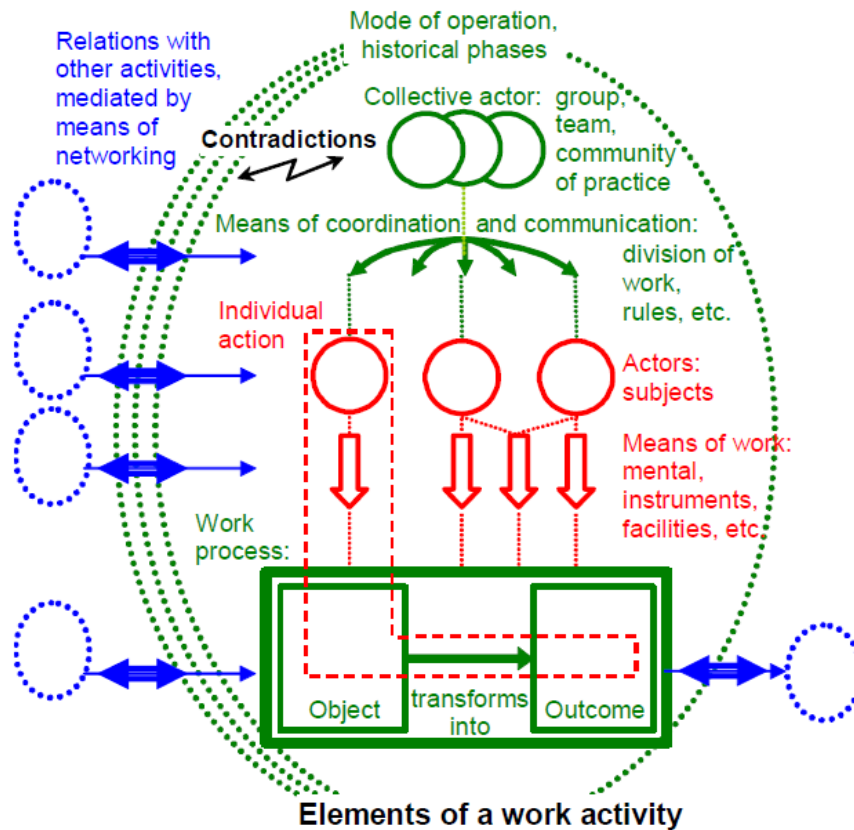 Mode of operation,
historical phases
Relations with
other activities,
mediated by
means of
networking
Contradictions
Collective actor: group,
team,
community
of practice
Means of coordination and communication:
division of
work,
rules, etc.
Individual
action
Actors:
subjects
Means of work:
mental,
instruments,
facilities, etc.
Work
process:
Object
transforms
into
Outcome
Elements of a work activity